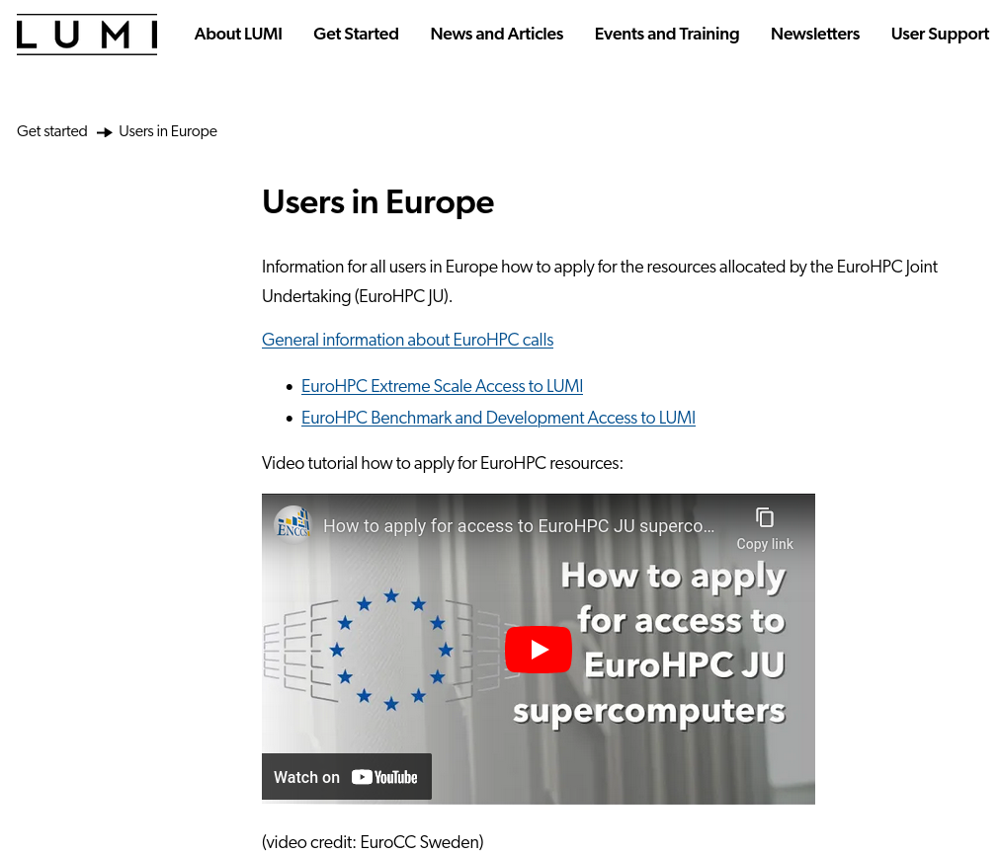 LUMI
About LUMI Get Started News and Articles Events and Training Newsletters User Support
Get started Users in Europe
Users in Europe
Information for all users in Europe how to apply for the resources allocated by the EuroHPC Joint
Undertaking (EuroHPC JU).
General information about EuroHPC calls
EuroHPC Extreme Scale Access to LUMI
EuroHPC Benchmark and Development Access to LUMI
Video tutorial how to apply for EuroHPC resources:
ENCCS
How to apply for access to EuroHPC JU superco...
Copy link
How to apply
for access to
EuroHPC JU
supercomputers
Watch on YouTube
(video credit: EuroCC Sweden)